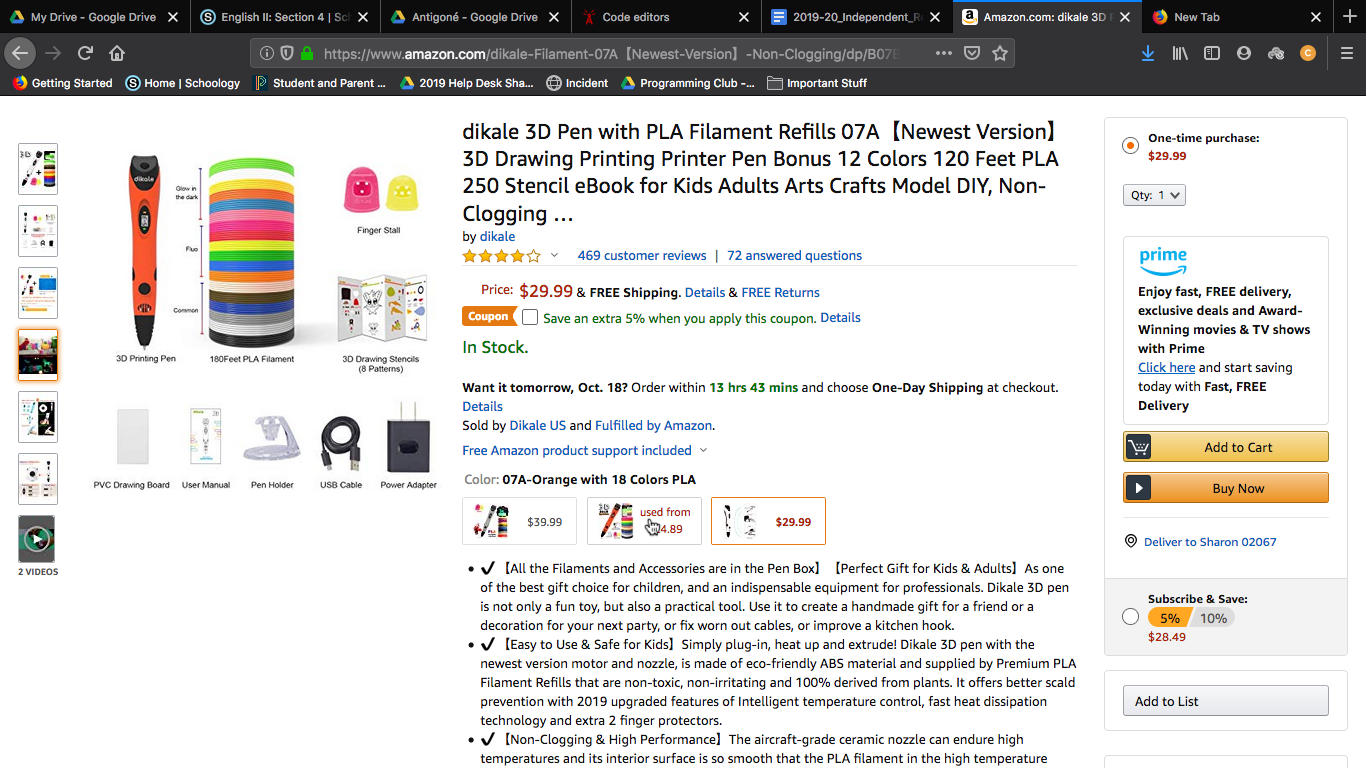 My Drive - Google Drive
English II: Section 4 | Sch
Antigoné - Google Drive
Code editors
2019-20_Independent_Re
Amazon.com: dikale 3D P
New Tab
https://www.amazon.com/dikale-Filament-07A【Newest-Version】-Non-Clogging/dp/B07B
Getting Started
Home | Schoology
Student and Parent ...
2019 Help Desk Sha...
Incident
Programming Club -...
Important Stuff
dikale 3D Pen with PLA Filament Refills 07A【Newest Version】
3D Drawing Printing Printer Pen Bonus 12 Colors 120 Feet PLA
250 Stencil eBook for Kids Adults Arts Crafts Model DIY, Non-
Clogging …
by dikale
469 customer reviews | 72 answered questions
Price: $29.99 & FREE Shipping. Details & FREE Returns
Coupon Save an extra 5% when you apply this coupon. Details
In Stock.
Want it tomorrow, Oct. 18? Order within 13 hrs 43 mins and choose One-Day Shipping at checkout.
Details
Sold by Dikale US and Fulfilled by Amazon.
Free Amazon product support included
Color: 07A-Orange with 18 Colors PLA
$39.99
used from
4.89
$29.99
• ✔【All the Filaments and Accessories are in the Pen Box】【Perfect Gift for Kids & Adults】As one
of the best gift choice for children, and an indispensable equipment for professionals. Dikale 3D pen
is not only a fun toy, but also a practical tool. Use it to create a handmade gift for a friend or a
decoration for your next party, or fix worn out cables, or improve a kitchen hook.
• ✔【Easy to Use & Safe for Kids】Simply plug-in, heat up and extrude! Dikale 3D pen with the
newest version motor and nozzle, is made of eco-friendly ABS material and supplied by Premium PLA
Filament Refills that are non-toxic, non-irritating and 100% derived from plants. It offers better scald
prevention with 2019 upgraded features of Intelligent temperature control, fast heat dissipation
technology and extra 2 finger protectors.
• ✔【Non-Clogging & High Performance】The aircraft-grade ceramic nozzle can endure high
temperatures and its interior surface is so smooth that the PLA filament in the high temperature
dikale
Glow in
the dark
Fluo
Common
3D Printing Pen
180Feet PLA Filament
Finger Stall
3D Drawing Stencils
(8 Patterns)
PVC Drawing Board
User Manual
Pen Holder
USB Cable
Power Adapter
2 VIDEOS
One-time purchase:
$29.99
Qty: 1
prime
Enjoy fast, FREE delivery,
exclusive deals and Award-
Winning movies & TV shows
with Prime
Click here and start saving
today with Fast, FREE
Delivery
Add to Cart
Buy Now
Deliver to Sharon 02067
Subscribe & Save:
5% 10%
$28.49
Add to List